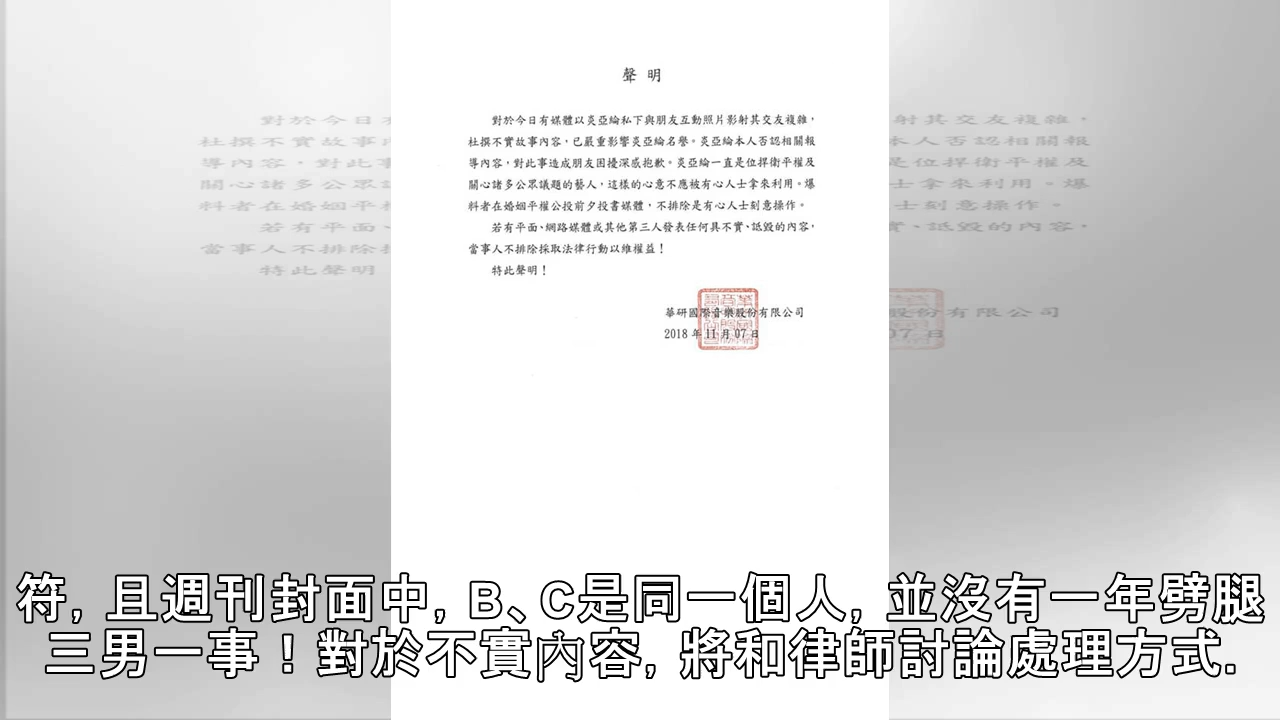 聲明
對於今日有媒體以炎亞綸私下與朋友互動照片影射其交友複雜，
杜撰不實故事內容，已嚴重影響炎亞綸名譽。炎亞綸本人否認相關報
導內容，對此事造成朋友困擾深感抱歉。炎亞綸一直是位捍衛平權及
關心諸多公眾議題的藝人，這樣的心意不應被有心人士拿來利用。爆
料者在婚姻平權公投前夕投書媒體，不排除是有心人士刻意操作。
若有平面、網路媒體或其他第三人發表任何具不實、詆毀的內容，
當事人不排除採取法律行動以維權益！
特此聲明！
華研國際音樂股份有限公司
2018 年 11 月 07 日
符, 且週刊封面中, B、C是同一個人, 並沒有一年劈腿
三男一事！對於不實內容, 將和律師討論處理方式.